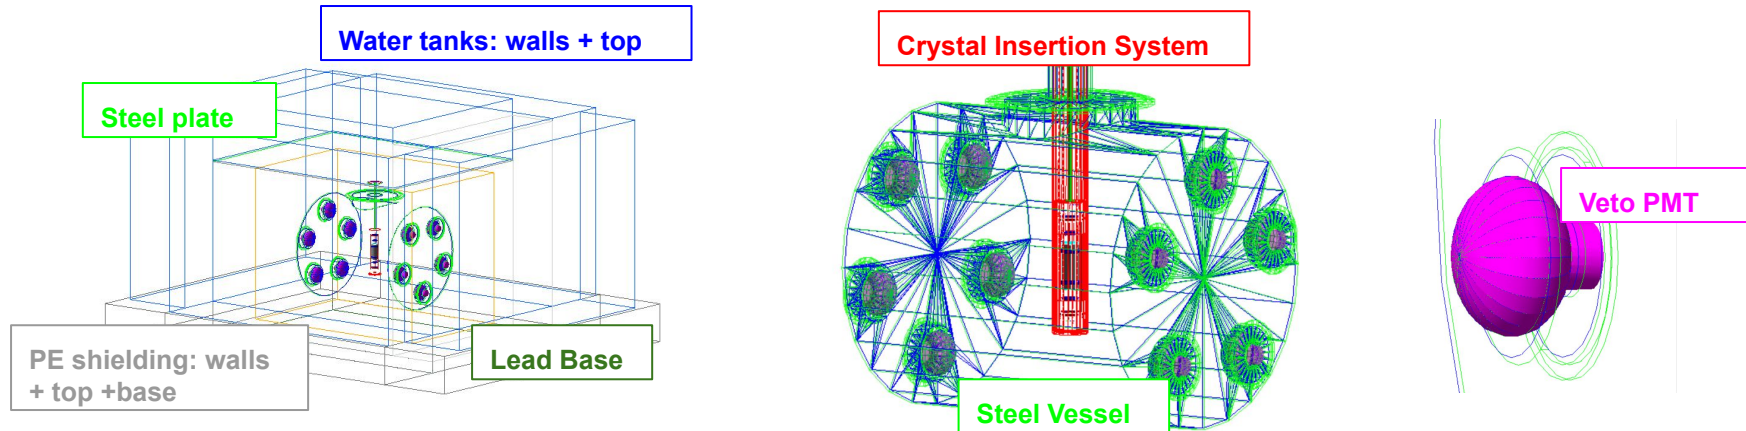 Water tanks: walls + top
Steel plate
PE shielding: walls
+ top +base
Lead Base
Crystal Insertion System
Steel Vessel
Veto PMT